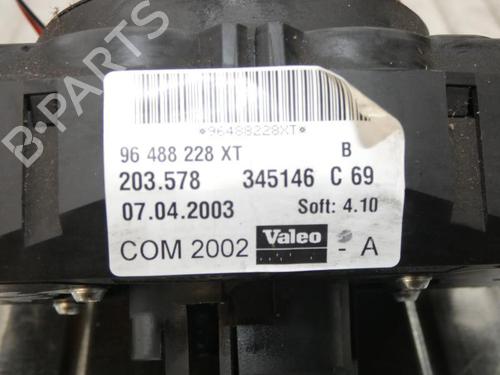 *96488228XT*
96 488 228 XT B
203.578 345146 C 69
07.04.2003 Soft: 4.10
COM 2002 Valeo - A
B-PARTS